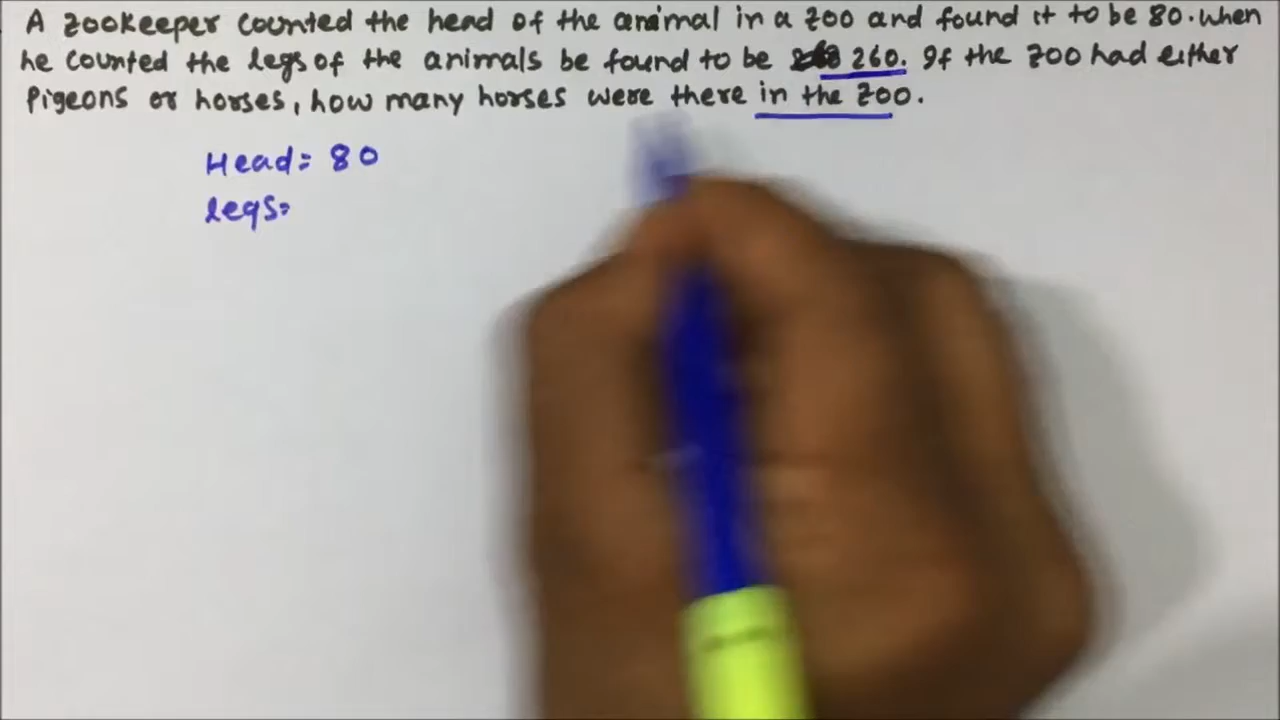 A zookeeper counted the head of the animal in a zoo and found it to be 80. when
he counted the legs of the animals be found to be 260. If the zoo had either
Pigeons or horses, how many horses were there in the zoo.
Head = 80
legs=